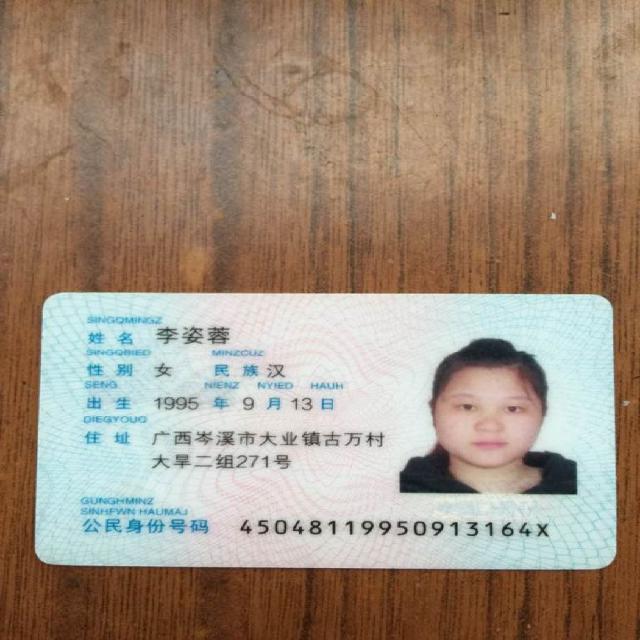 SINGQMINGZ
姓 名 李姿蓉
SINGQBIED MINZCUZ
性 别 女 民 族 汉
SENG NIENZ NYIED HAUH
出 生 1995 年 9 月 13 日
DIEGYOUQ
住 址 广西岑溪市大业镇古万村
大旱二组271号
GUNGHMINZ
SINHFWN HAUMAJ
公民身份号码 45048119950913164X